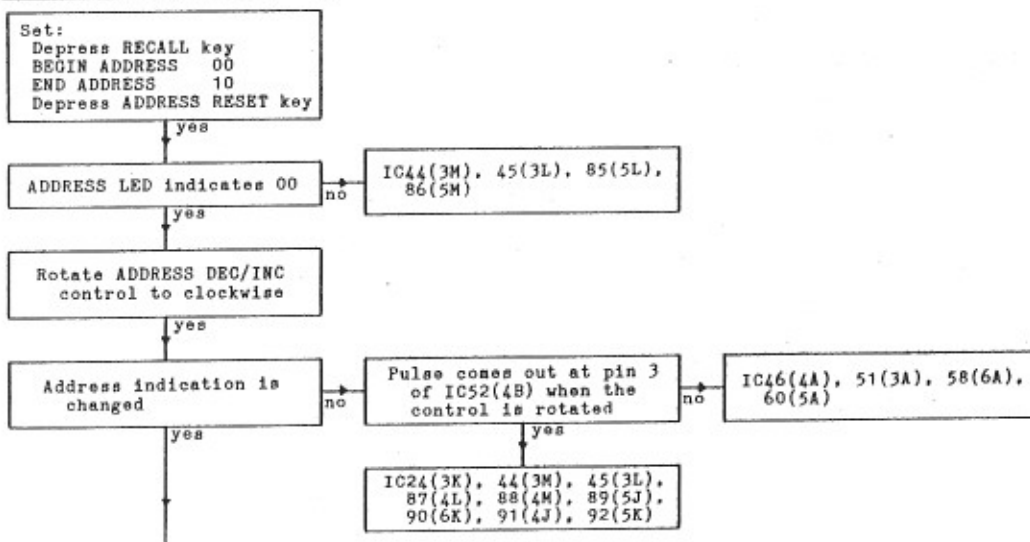 Set:
Depress RECALL key
BEGIN ADDRESS 00
END ADDRESS 10
Depress ADDRESS RESET key
yes
ADDRESS LED indicates 00
no
IC44(3M), 45(3L), 85(5L),
86(5M)
yes
Rotate ADDRESS DEC/INC
control to clockwise
yes
Address indication is
changed
no
Pulse comes out at pin 3
of IC52(4B) when the
control is rotated
no
IC46(4A), 51(3A), 58(6A),
60(5A)
yes
yes
IC24(3K), 44(3M), 45(3L),
87(4L), 88(4M), 89(5J),
90(6K), 91(4J), 92(5K)